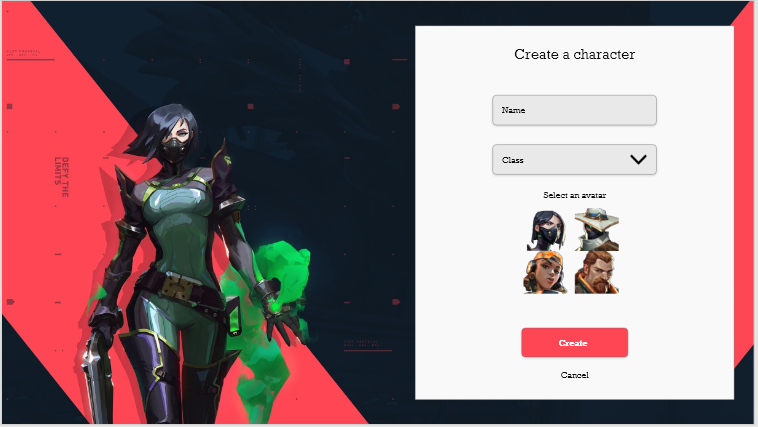 DEFY THE
LIMITS
Create a character
Name
Class
Select an avatar
Create
Cancel